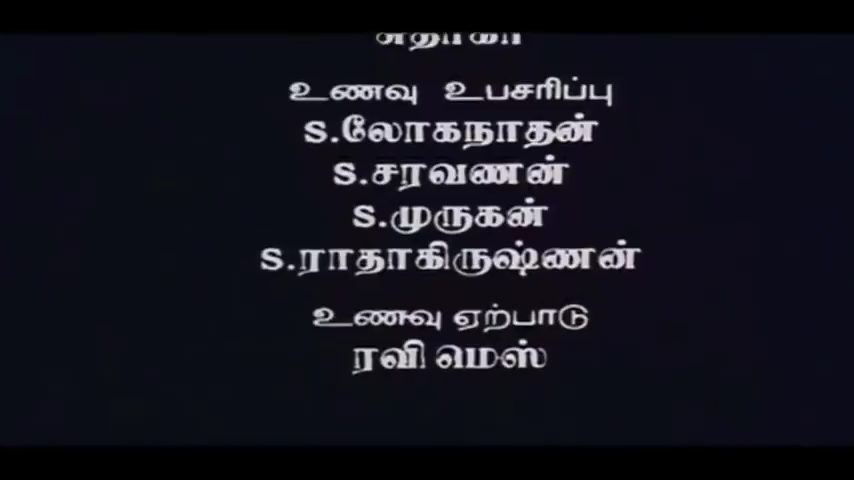 உணவு உபசரிப்பு
S.லோகநாதன்
S.சரவணன்
S.முருகன்
S.ராதாகிருஷ்ணன்
உணவு ஏற்பாடு
ரவி மெஸ்